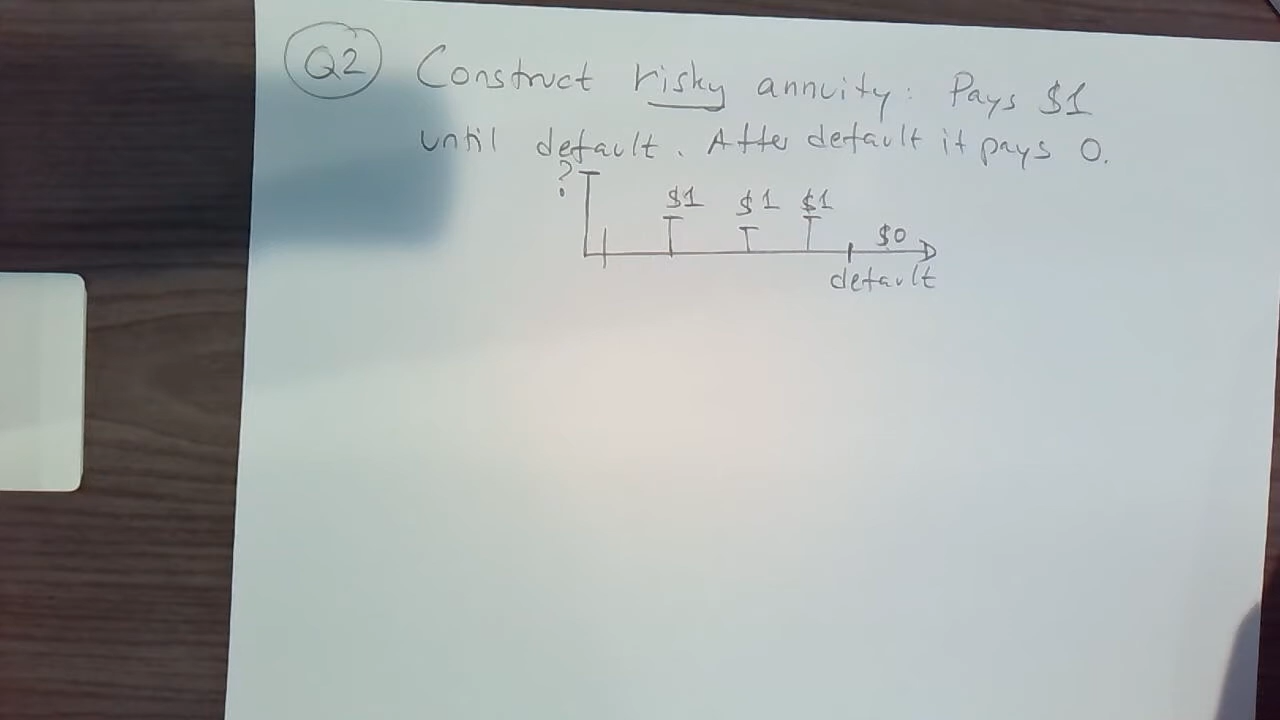 Q2 Construct risky annuity: Pays $1
until default. After default it pays 0.
? $1 $1 $1 $0
default